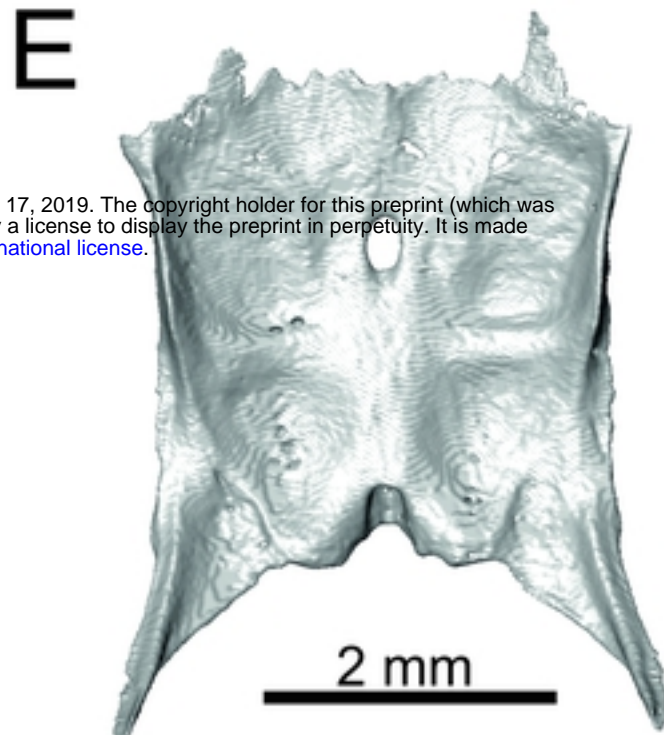 E
17, 2019. The copyright holder for this preprint (which was
a license to display the preprint in perpetuity. It is made
national license.
2 mm